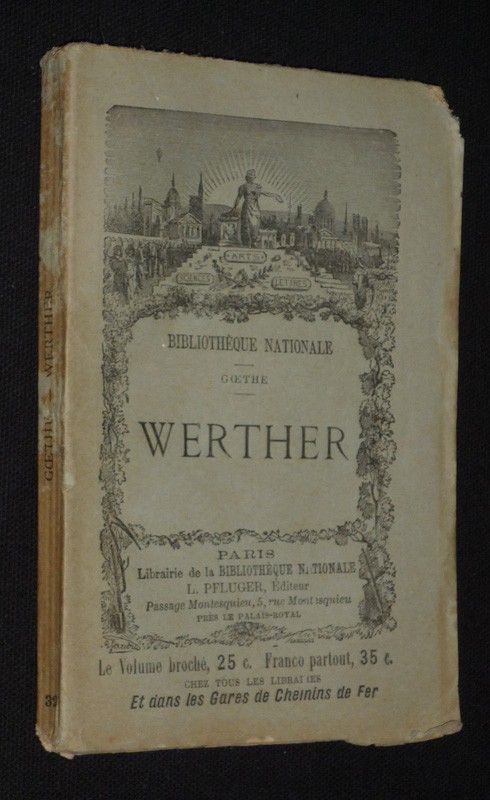 ARTS
SCIENCES
LETTRES
BIBLIOTHÈQUE NATIONALE
GŒTHE
WERTHER
PARIS
Librairie de la BIBLIOTHÈQUE NATIONALE
L. PFLUGER, Éditeur
Passage Montesquieu, 5, rue Montesquieu
PRÈS LE PALAIS-ROYAL
Le Volume broché, 25 c. Franco partout, 35 c.
CHEZ TOUS LES LIBRAIRES
Et dans les Gares de Chemins de Fer
GŒTHE
WERTHER